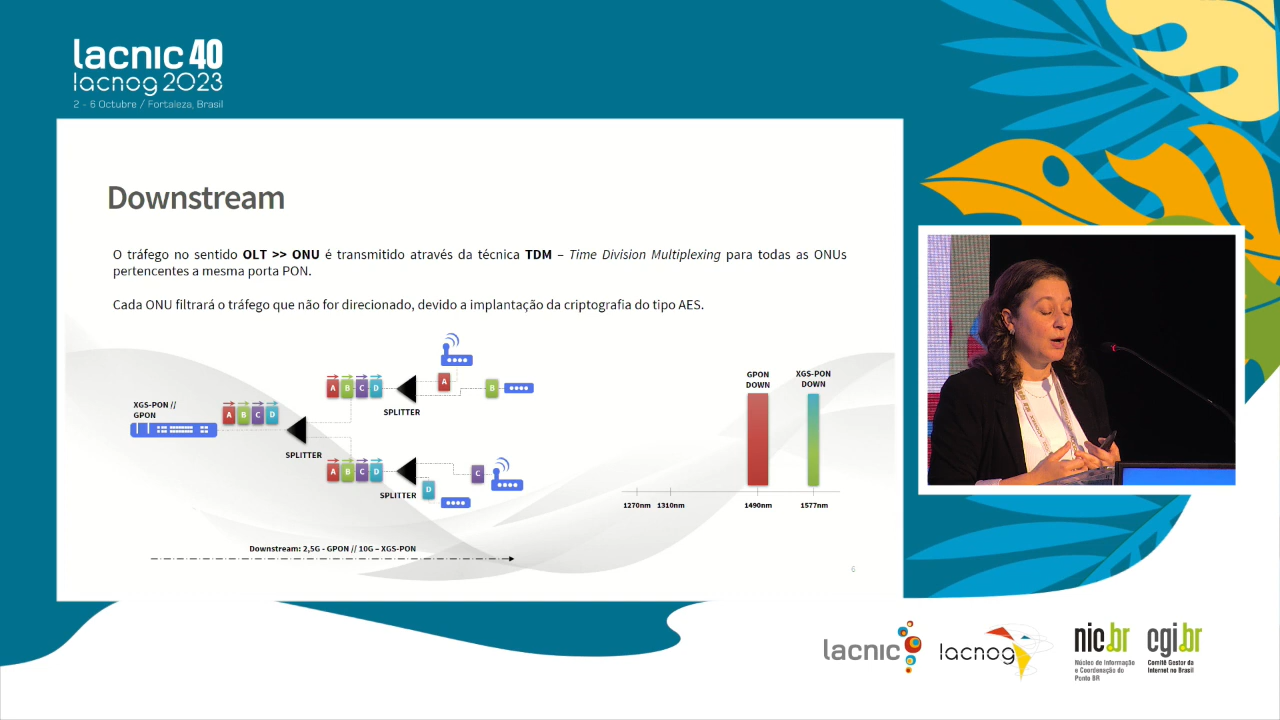 lacnic 40
lacnog 2023
2 - 6 Octubre / Fortaleza, Brasil
Downstream
O tráfego no sentido OLT >> ONU é transmitido através da técnica TDM – Time Division Multiplexing para todas as ONUs
pertencentes a mesma porta PON.
Cada ONU filtrará o tráfego que não for direcionado, devido a implantação da criptografia do tipo AES.
XGS-PON //
GPON
A B C D
SPLITTER
A B C D
SPLITTER
A
B
A B C D
SPLITTER
C
D
Downstream: 2,5G - GPON // 10G – XGS-PON
GPON
DOWN
XGS-PON
DOWN
1270nm 1310nm 1490nm 1577nm
6
lacnic
lacnog
nic.br
Núcleo de Informação
e Coordenação do
Ponto BR
cgi.br
Comitê Gestor da
Internet no Brasil